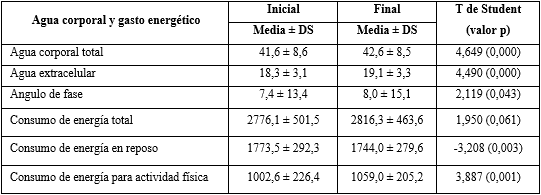 Agua corporal y gasto energético Inicial Final T de Student
Media ± DS Media ± DS (valor p)
Agua corporal total 41,6 ± 8,6 42,6 ± 8,5 4,649 (0,000)
Agua extracelular 18,3 ± 3,1 19,1 ± 3,3 4,490 (0,000)
Angulo de fase 7,4 ± 13,4 8,0 ± 15,1 2,119 (0,043)
Consumo de energía total 2776,1 ± 501,5 2816,3 ± 463,6 1,950 (0,061)
Consumo de energía en reposo 1773,5 ± 292,3 1744,0 ± 279,6 -3,208 (0,003)
Consumo de energía para actividad física 1002,6 ± 226,4 1059,0 ± 205,2 3,887 (0,001)